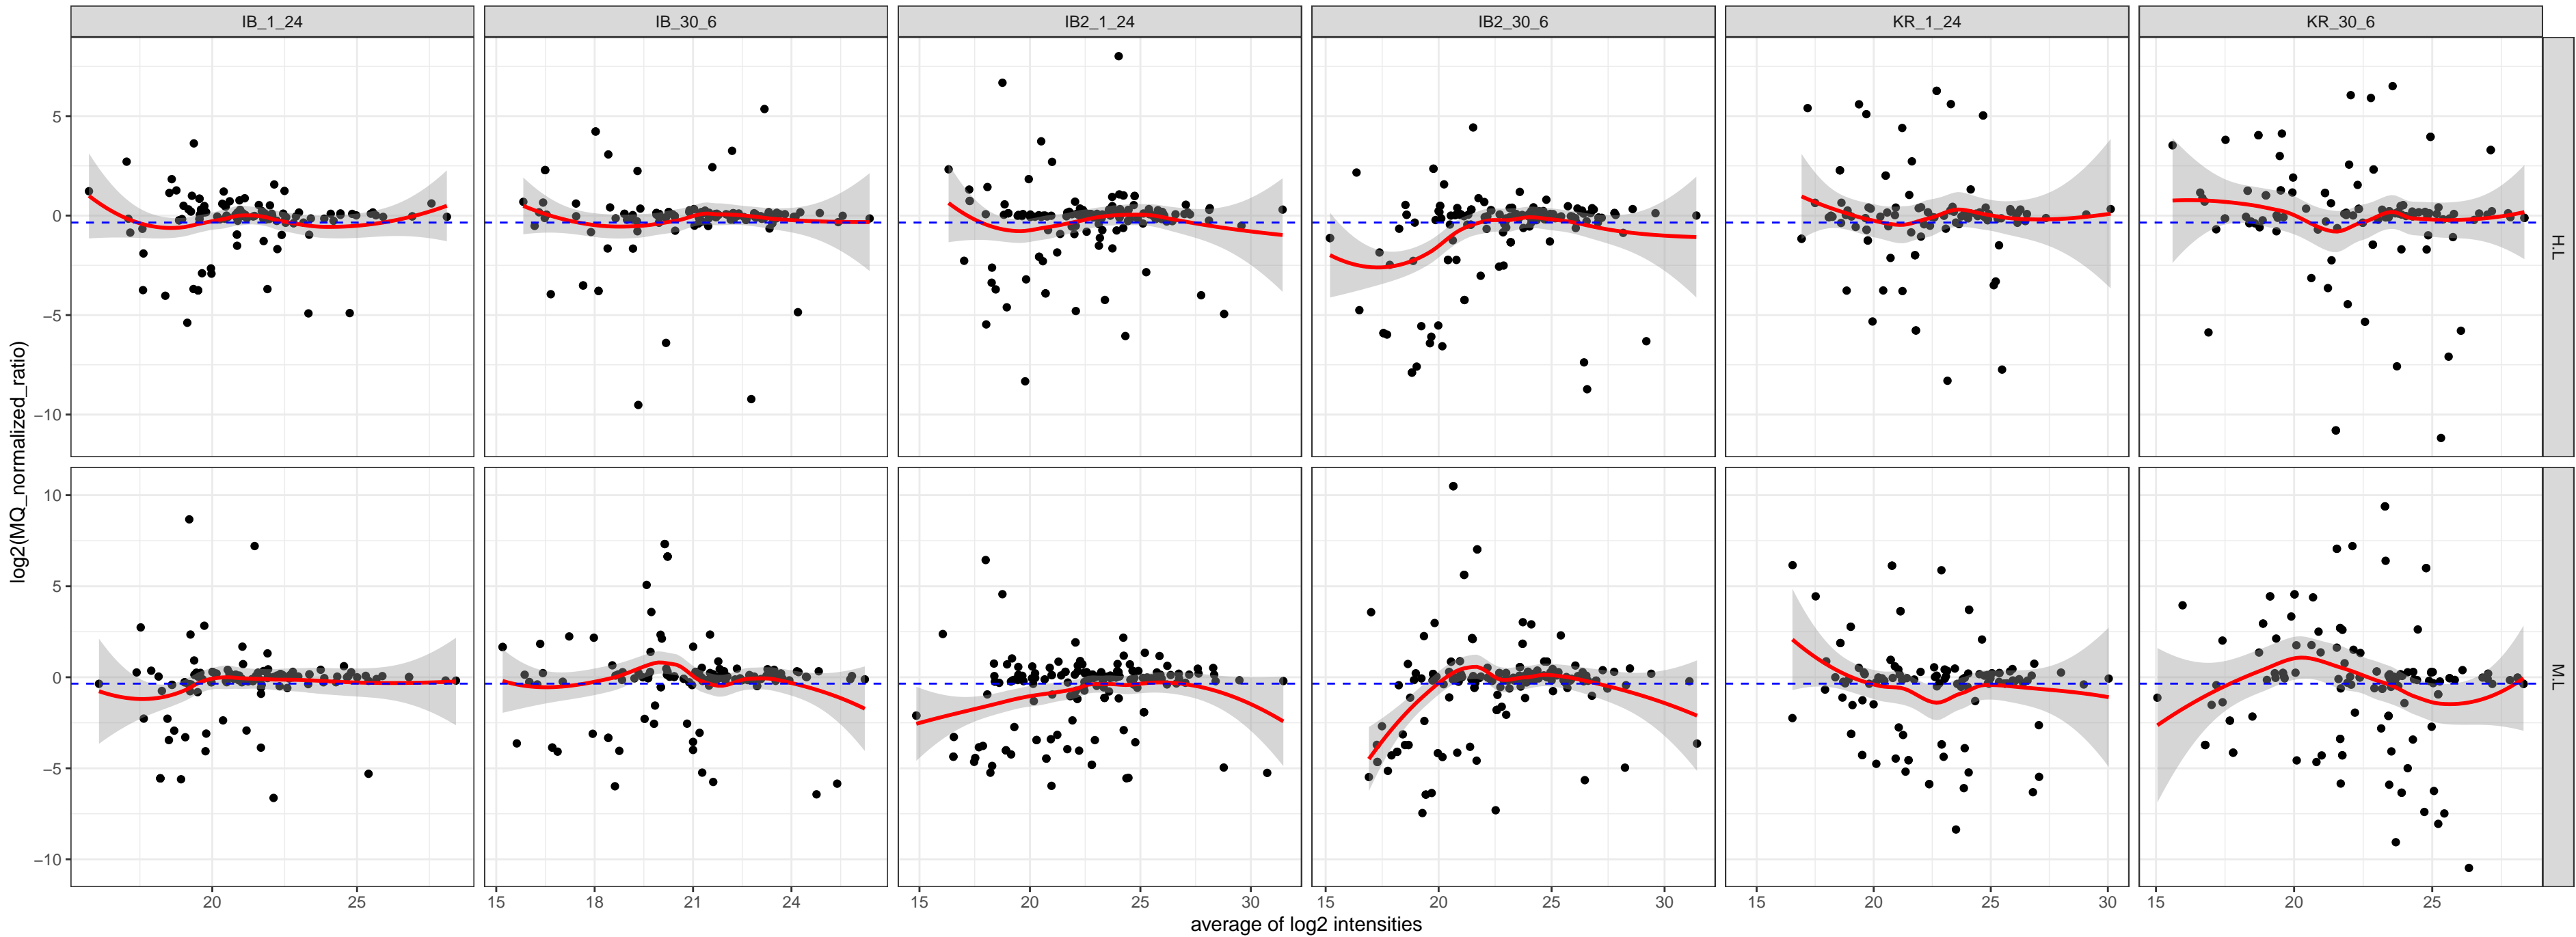 IB_1_24 IB_30_6 IB2_1_24 IB2_30_6 KR_1_24 KR_30_6
5
0
−5
−10
H.L
log2(MQ_normalized_ratio)
10
5
0
−5
−10
M.L
20 25 15 18 21 24 15 20 25 30 15 20 25 30 15 20 25 30 15 20 25
average of log2 intensities